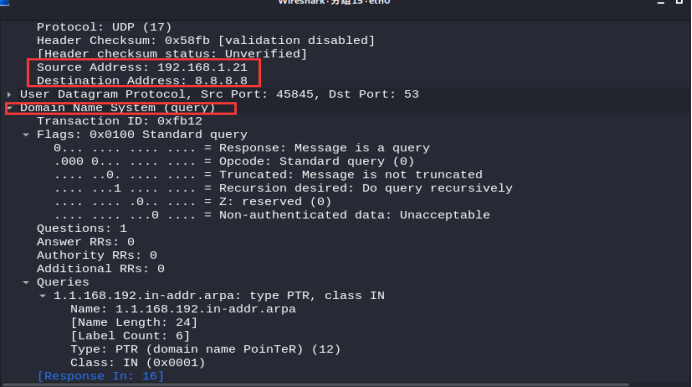 Wireshark·分组15·eth0
Protocol: UDP (17)
Header Checksum: 0x58fb [validation disabled]
[Header checksum status: Unverified]
Source Address: 192.168.1.21
Destination Address: 8.8.8.8
User Datagram Protocol, Src Port: 45845, Dst Port: 53
Domain Name System (query)
Transaction ID: 0xfb12
Flags: 0x0100 Standard query
0... .... .... .... = Response: Message is a query
.000 0... .... .... = Opcode: Standard query (0)
.... ..0. .... .... = Truncated: Message is not truncated
.... ...1 .... .... = Recursion desired: Do query recursively
.... .... .0.. .... = Z: reserved (0)
.... .... ...0 .... = Non-authenticated data: Unacceptable
Questions: 1
Answer RRs: 0
Authority RRs: 0
Additional RRs: 0
Queries
1.1.168.192.in-addr.arpa: type PTR, class IN
Name: 1.1.168.192.in-addr.arpa
[Name Length: 24]
[Label Count: 6]
Type: PTR (domain name PoinTeR) (12)
Class: IN (0x0001)
[Response In: 16]